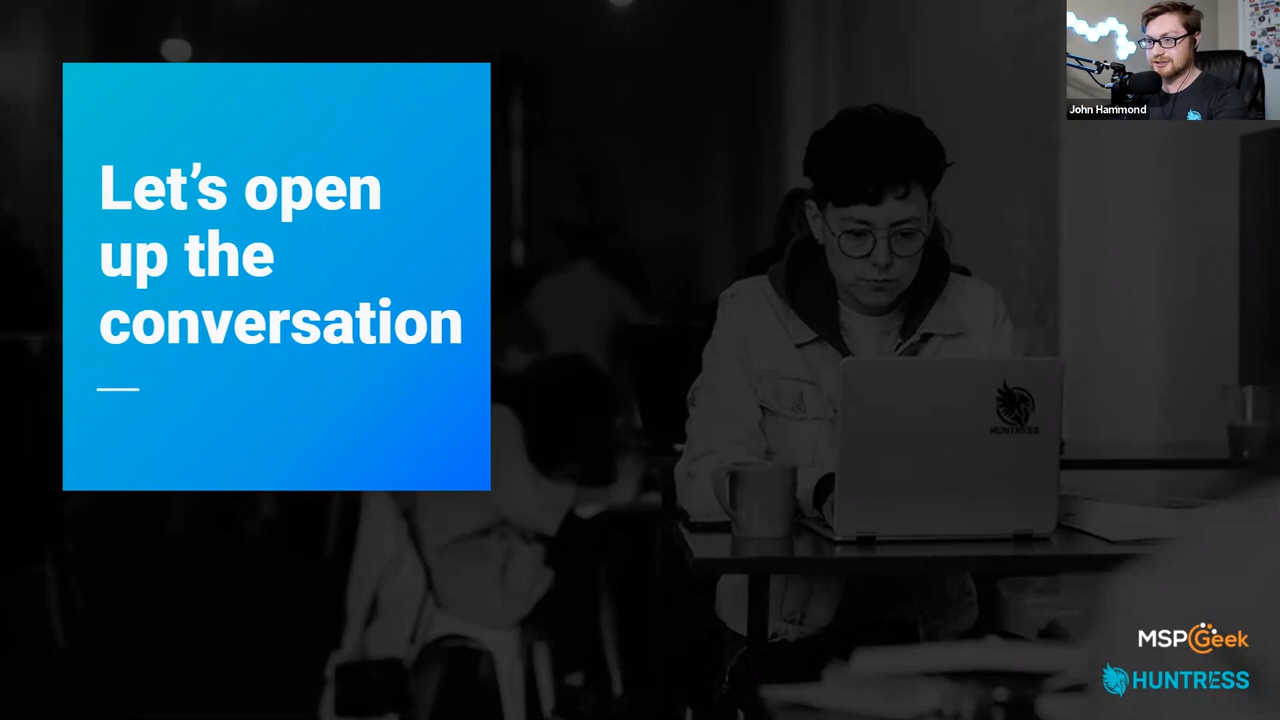 John Hammond
Let’s open
up the
conversation
HUNTRESS
MSPGeek
HUNTRESS